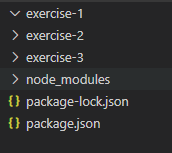 exercise-1
exercise-2
exercise-3
node_modules
{} package-lock.json
{} package.json